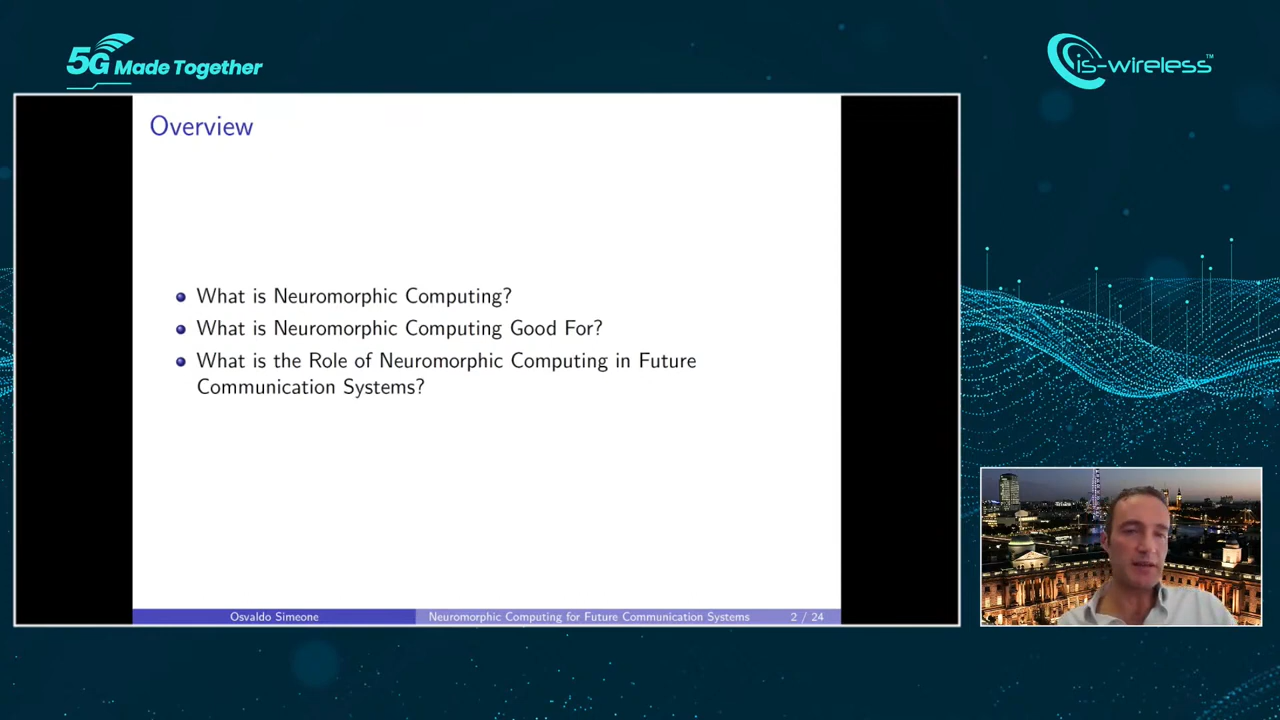 5G Made Together
is-wireless™
Overview
What is Neuromorphic Computing?
What is Neuromorphic Computing Good For?
What is the Role of Neuromorphic Computing in Future
Communication Systems?
Osvaldo Simeone
Neuromorphic Computing for Future Communication Systems
2 / 24